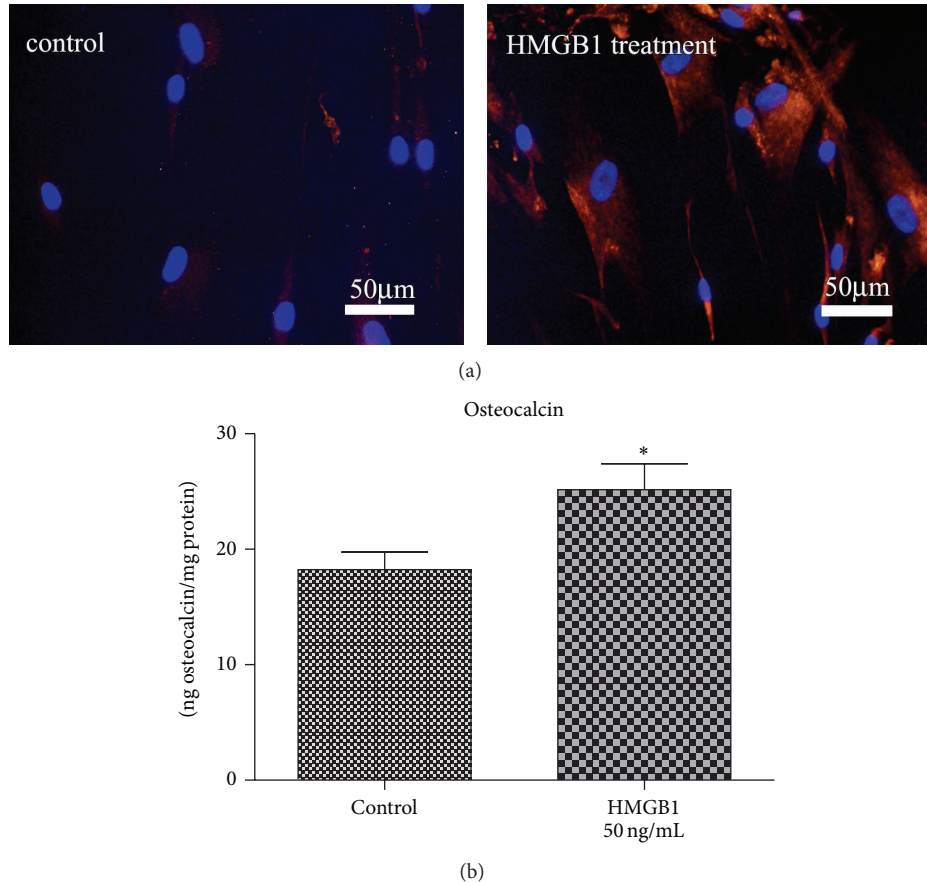 control
HMGB1 treatment
50μm
50μm
(a)
Osteocalcin
30
20
10
0
(ng osteocalcin/mg protein)
*
Control
HMGB1
50 ng/mL
(b)